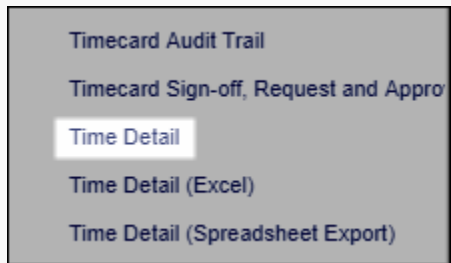 Timecard Audit Trail
Timecard Sign-off, Request and Appro
Time Detail
Time Detail (Excel)
Time Detail (Spreadsheet Export)